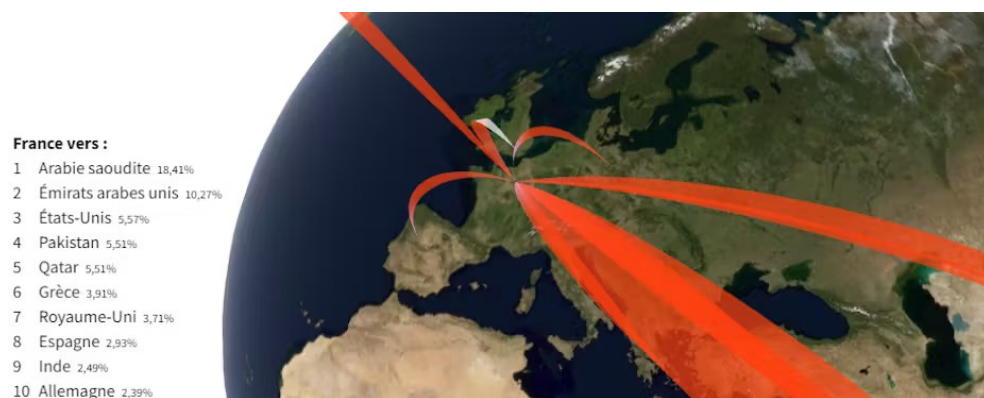 France vers :
1 Arabie saoudite 18,41%
2 Émirats arabes unis 10,27%
3 États-Unis 5,57%
4 Pakistan 5,51%
5 Qatar 5,51%
6 Grèce 3,91%
7 Royaume-Uni 3,71%
8 Espagne 2,93%
9 Inde 2,49%
10 Allemagne 2,39%